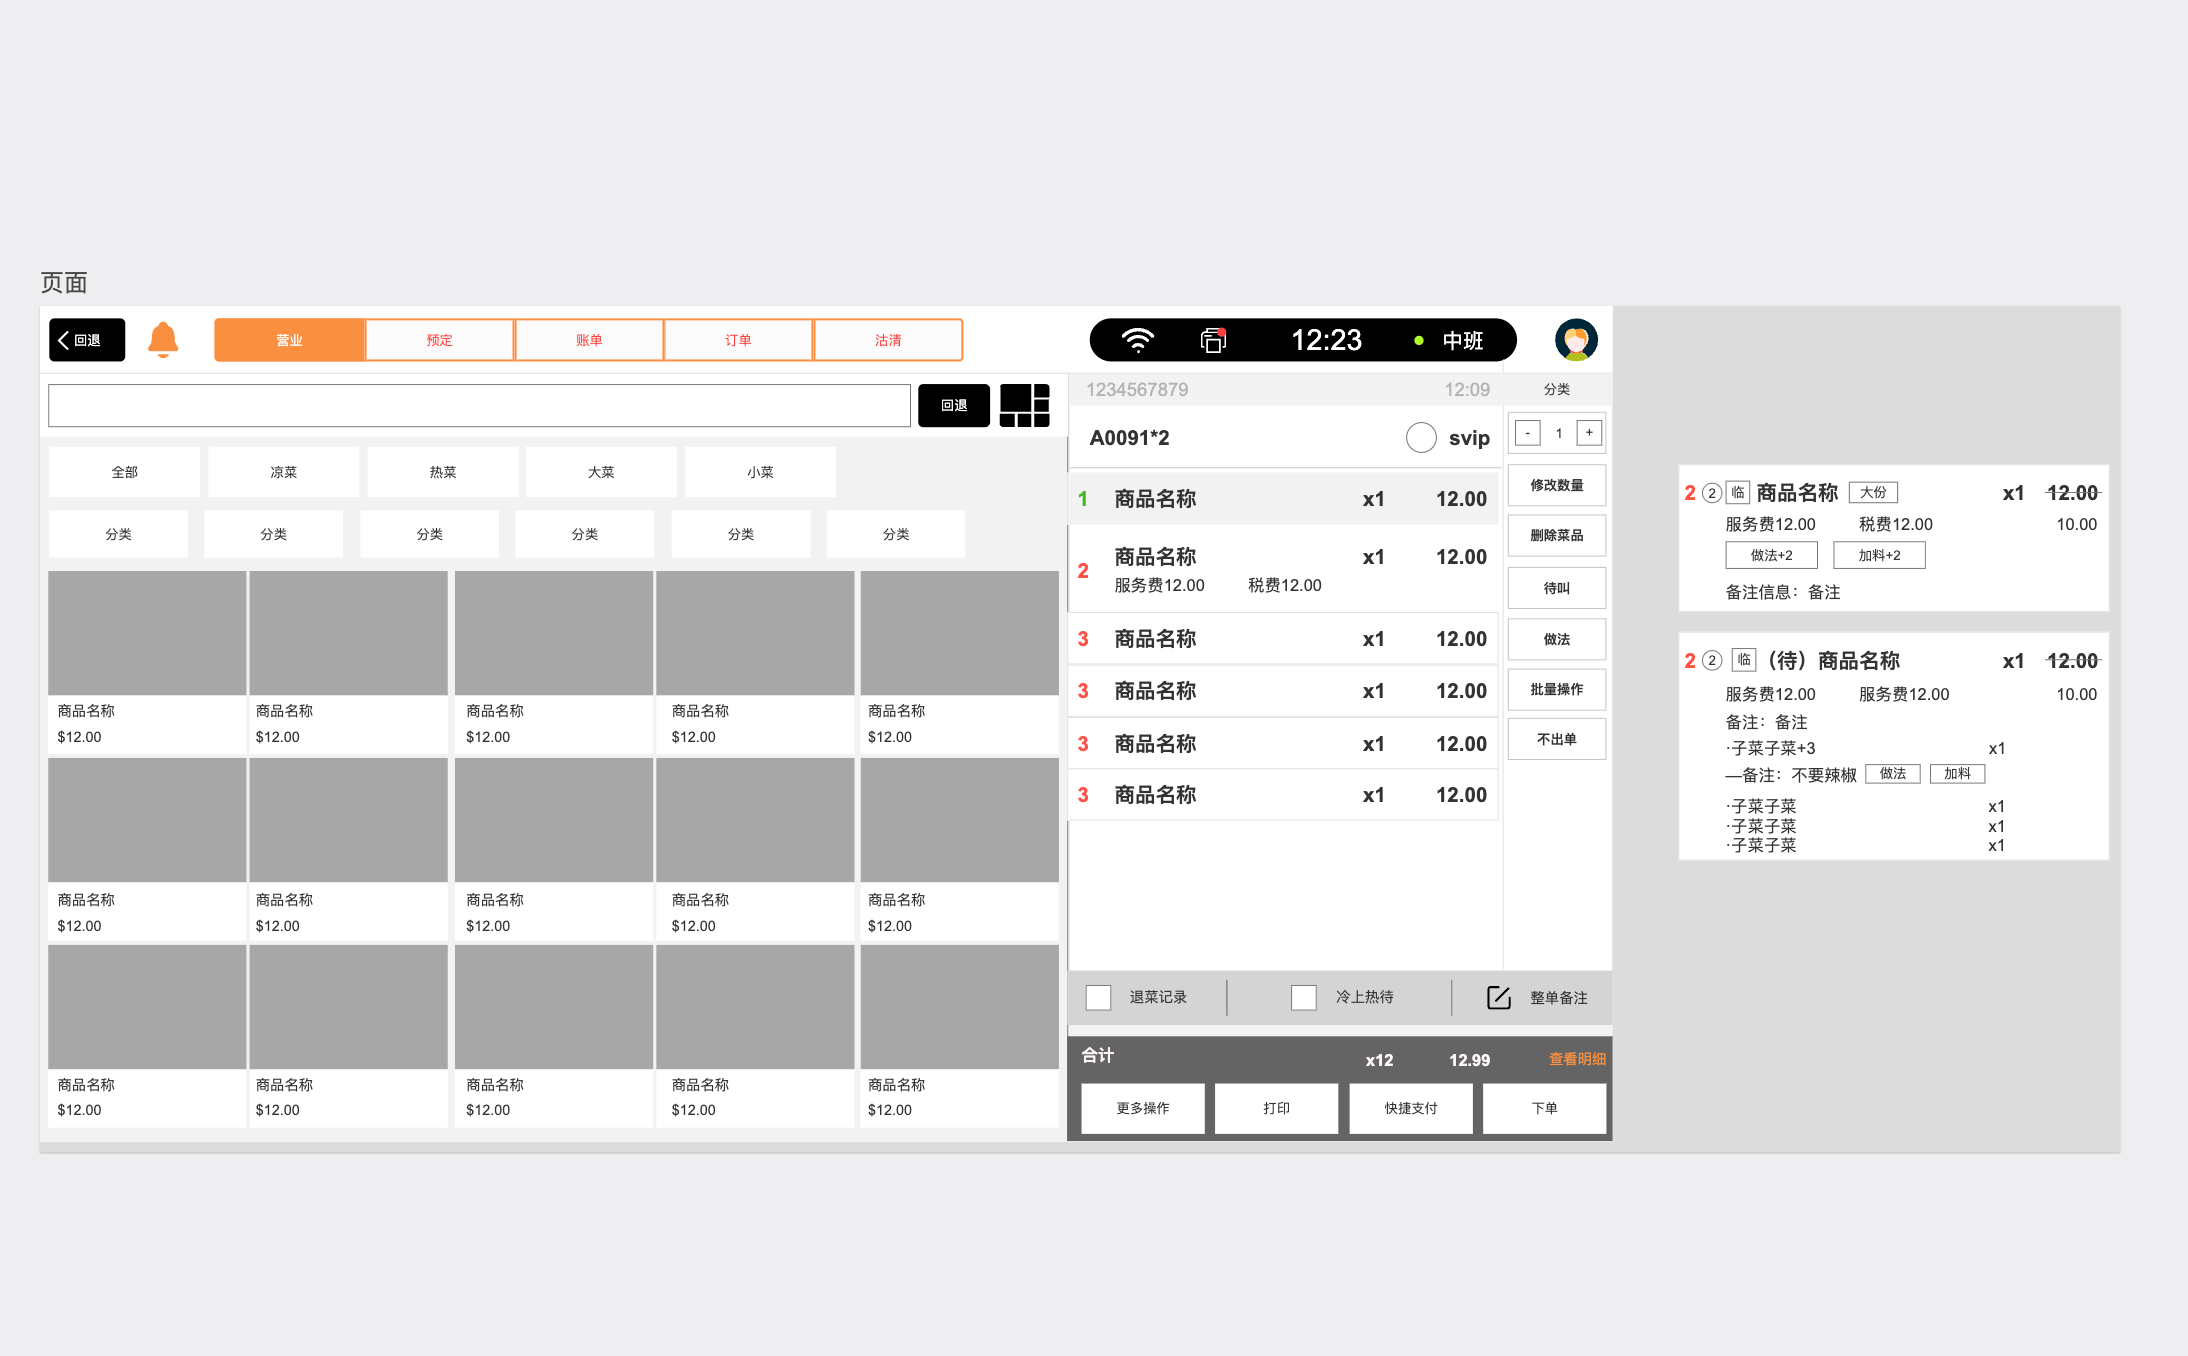 页面
回退
营业 预定 账单 订单 沽清
12:23 中班
回退
全部 凉菜 热菜 大菜 小菜
分类 分类 分类 分类 分类 分类
商品名称 商品名称 商品名称 商品名称 商品名称
$12.00 $12.00 $12.00 $12.00 $12.00
商品名称 商品名称 商品名称 商品名称 商品名称
$12.00 $12.00 $12.00 $12.00 $12.00
商品名称 商品名称 商品名称 商品名称 商品名称
$12.00 $12.00 $12.00 $12.00 $12.00
1234567879 12:09
A0091*2 svip
1 商品名称 x1 12.00
2 商品名称 x1 12.00
服务费12.00 税费12.00
3 商品名称 x1 12.00
3 商品名称 x1 12.00
3 商品名称 x1 12.00
3 商品名称 x1 12.00
分类
- 1 +
修改数量
删除菜品
待叫
做法
批量操作
不出单
退菜记录 冷上热待 整单备注
合计 x12 12.99 查看明细
更多操作 打印 快捷支付 下单
2 2 临 商品名称 大份 x1 12.00
服务费12.00 税费12.00 10.00
做法+2 加料+2
备注信息：备注
2 2 临 （待）商品名称 x1 12.00
服务费12.00 服务费12.00 10.00
备注：备注
·子菜子菜+3 x1
—备注：不要辣椒 做法 加料
·子菜子菜 x1
·子菜子菜 x1
·子菜子菜 x1